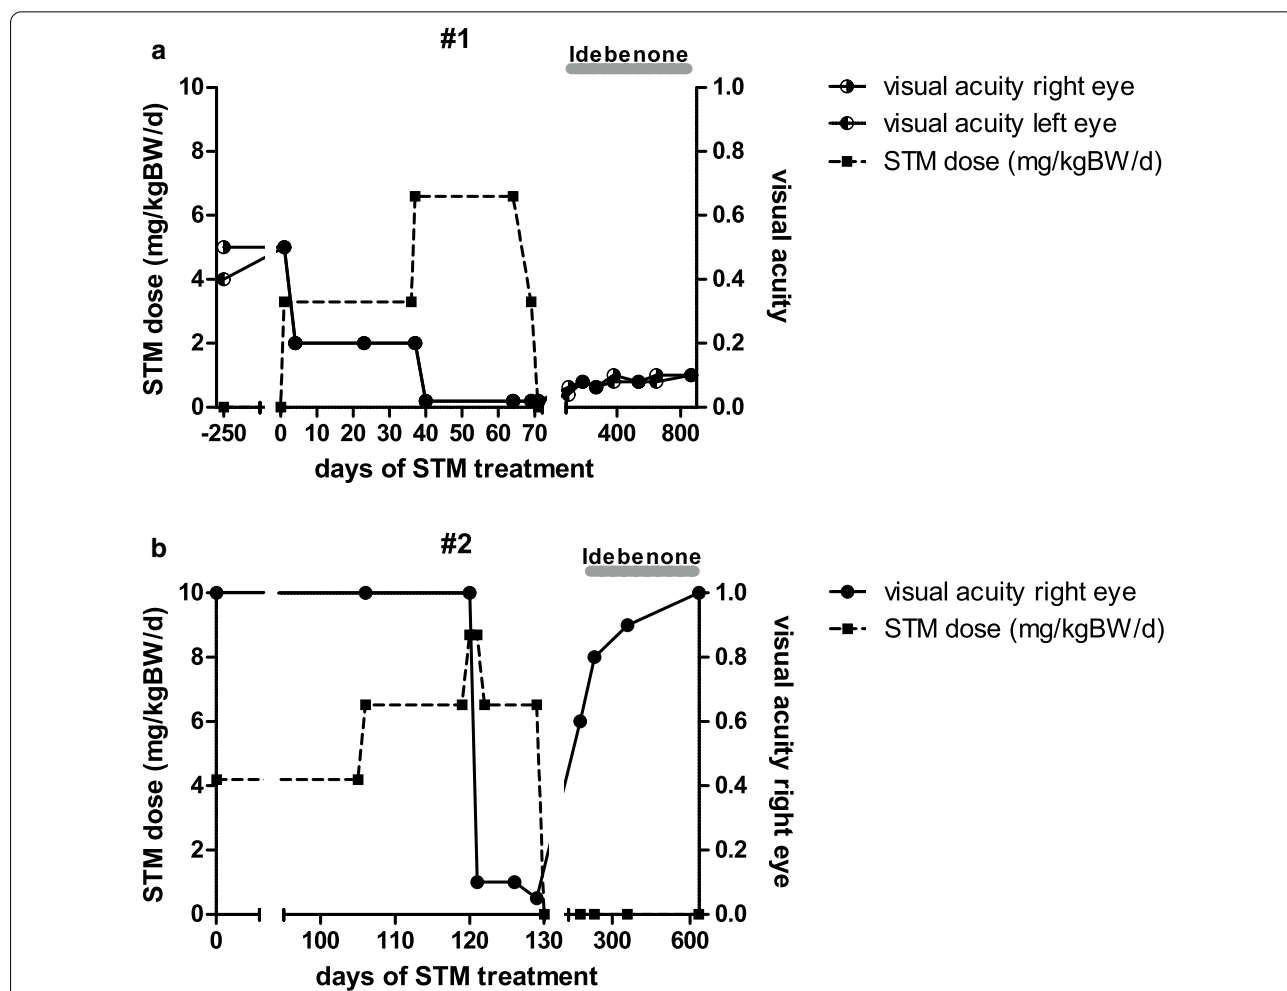 a
#1
Idebenone
10
8
6
4
2
0
STM dose (mg/kgBW/d)
1.0
0.8
0.6
0.4
0.2
0.0
visual acuity
-250 0 10 20 30 40 50 60 70 400 800
days of STM treatment
visual acuity right eye
visual acuity left eye
STM dose (mg/kgBW/d)
b
#2
Idebenone
10
8
6
4
2
0
STM dose (mg/kgBW/d)
1.0
0.8
0.6
0.4
0.2
0.0
visual acuity right eye
0 100 110 120 130 300 600
days of STM treatment
visual acuity right eye
STM dose (mg/kgBW/d)